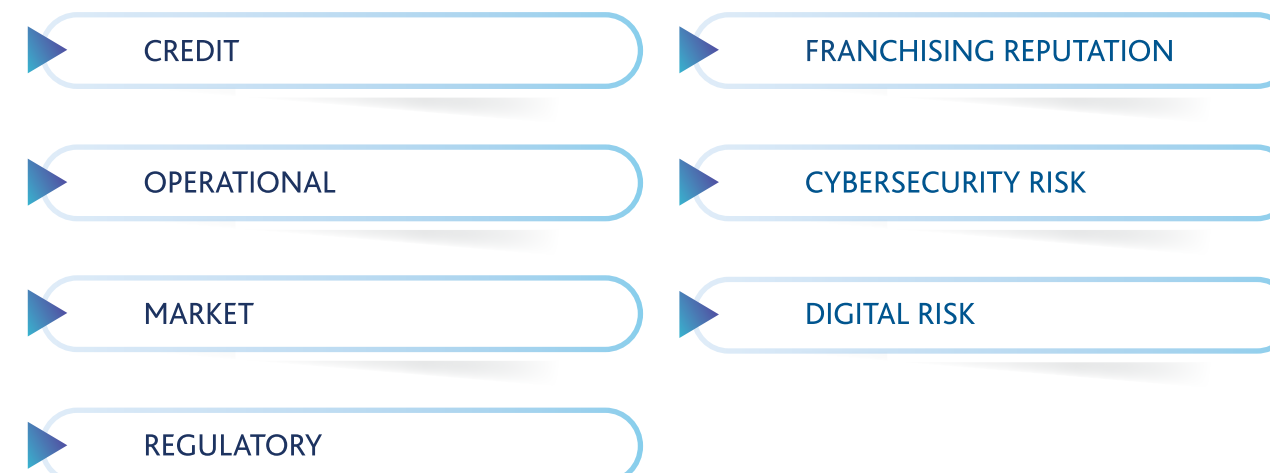 CREDIT
OPERATIONAL
MARKET
REGULATORY
FRANCHISING REPUTATION
CYBERSECURITY RISK
DIGITAL RISK